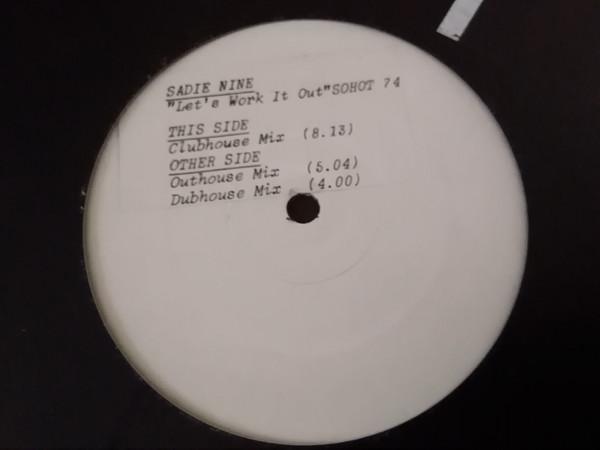 SADIE NINE
"Let's Work It Out"SOHOT 74
THIS SIDE
Clubhouse Mix (8.13)
OTHER SIDE
Outhouse Mix (5.04)
Dubhouse Mix (4.00)